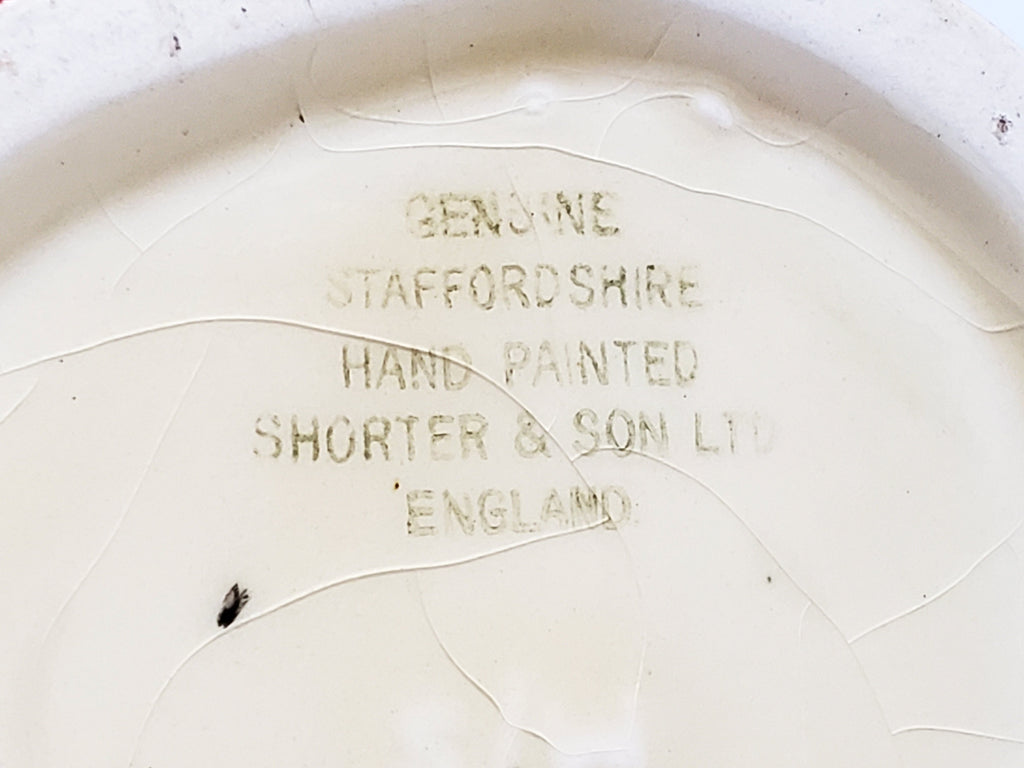 GENUINE
STAFFORDSHIRE
HAND PAINTED
SHORTER & SON LTD
ENGLAND.